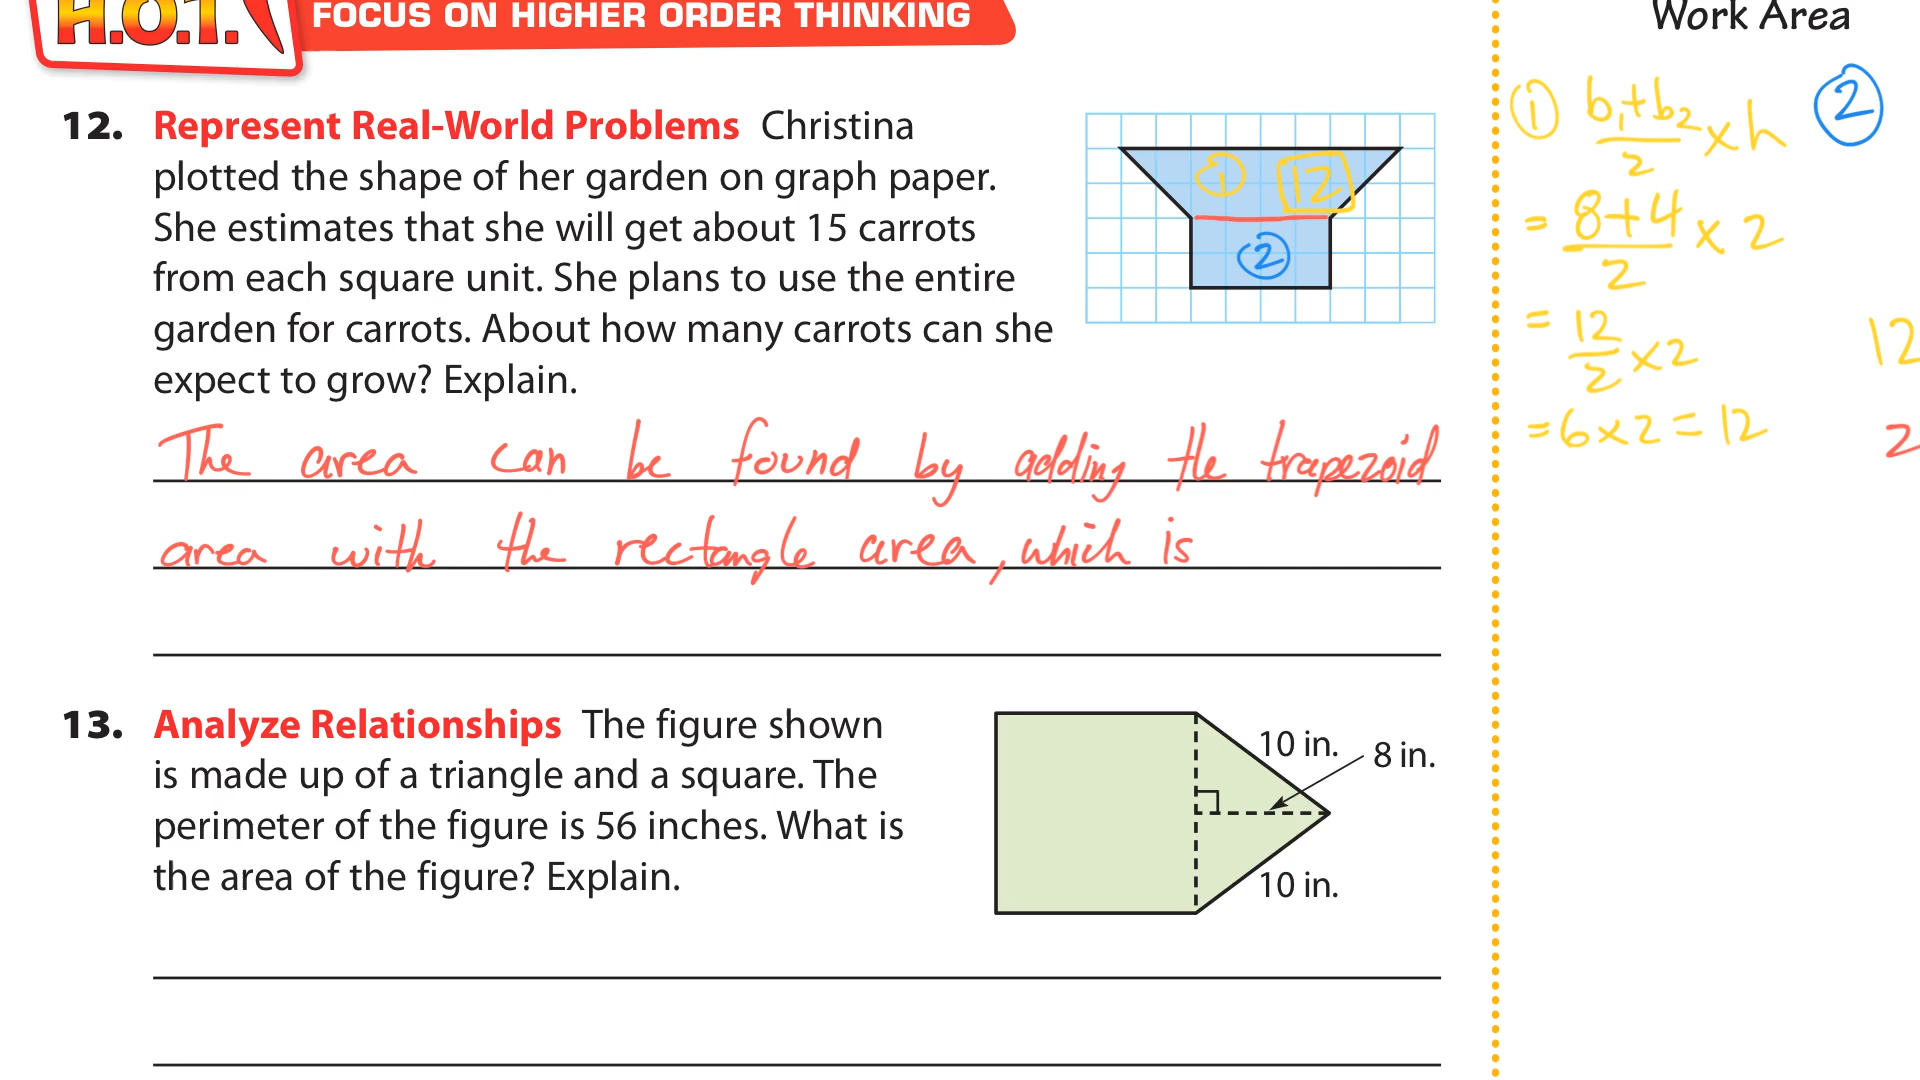 H.O.T.
FOCUS ON HIGHER ORDER THINKING
Work Area
12. Represent Real-World Problems Christina
plotted the shape of her garden on graph paper.
She estimates that she will get about 15 carrots
from each square unit. She plans to use the entire
garden for carrots. About how many carrots can she
expect to grow? Explain.
① 12
②
The area can be found by adding the trapezoid
area with the rectangle area, which is
13. Analyze Relationships The figure shown
is made up of a triangle and a square. The
perimeter of the figure is 56 inches. What is
the area of the figure? Explain.
10 in.
8 in.
10 in.
① (b₁+b₂)/2 × h
= (8+4)/2 × 2
= 12/2 × 2
= 6 × 2 = 12
②
12
2